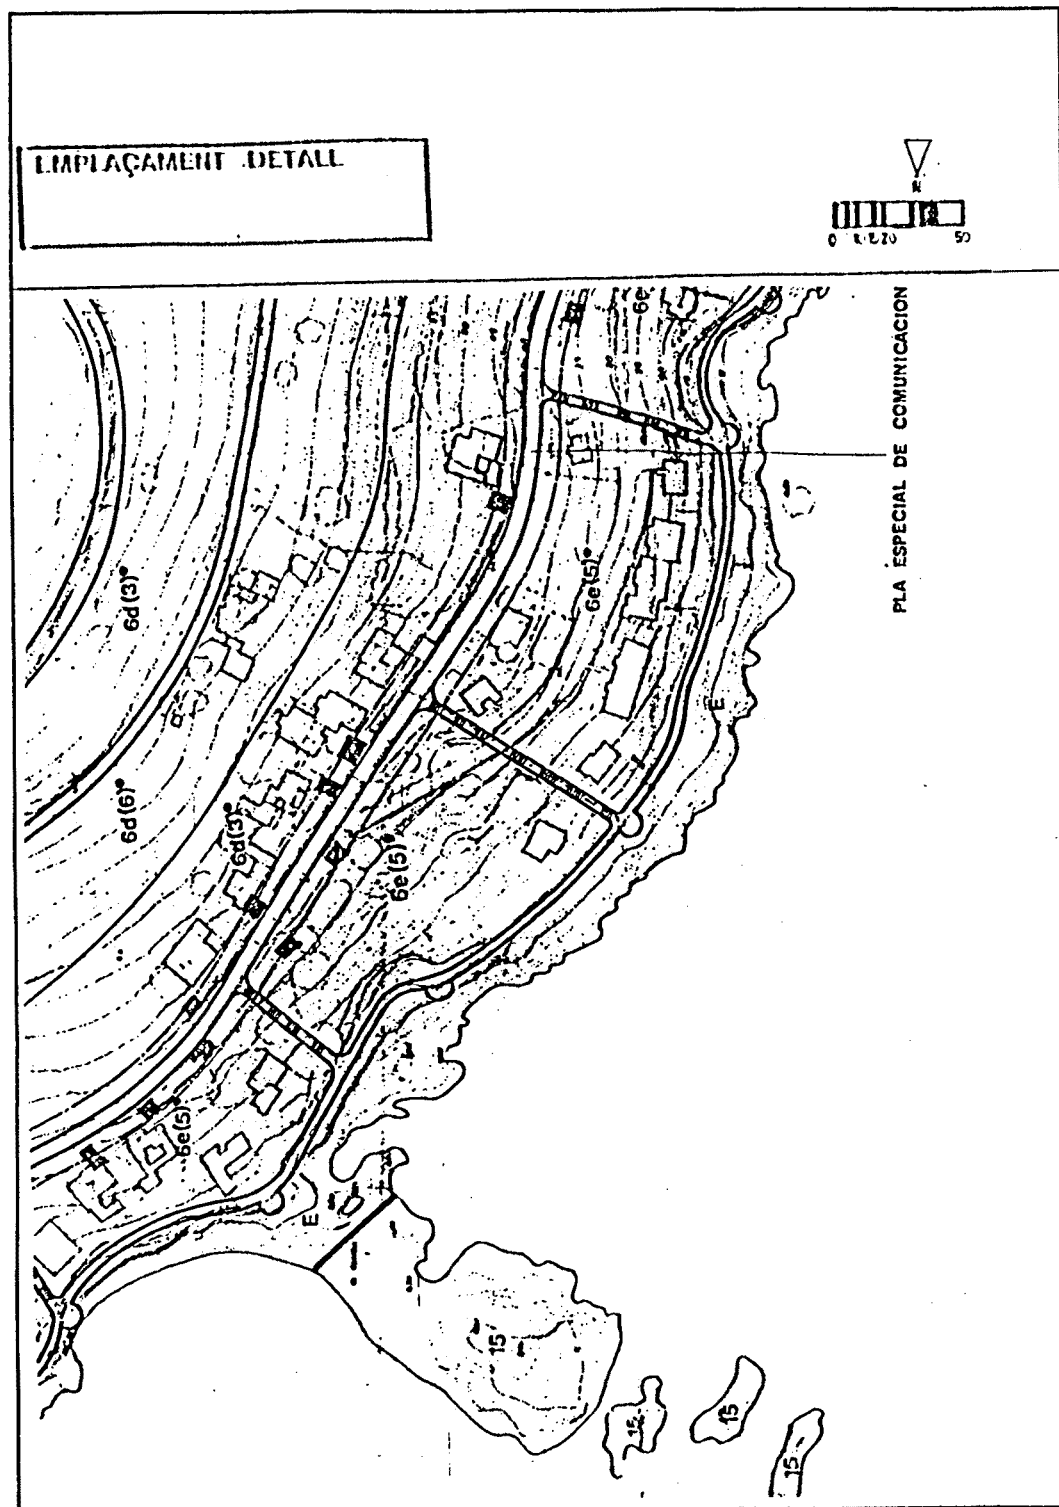 EMPLAÇAMENT DETALL
N
0
50
PLA ESPECIAL DE COMUNICACION
6e
6d(3)*
6e(5)*
6d(6)*
6d(3)*
6e(5)*
E
6e(5)*
E
15
15
15
15